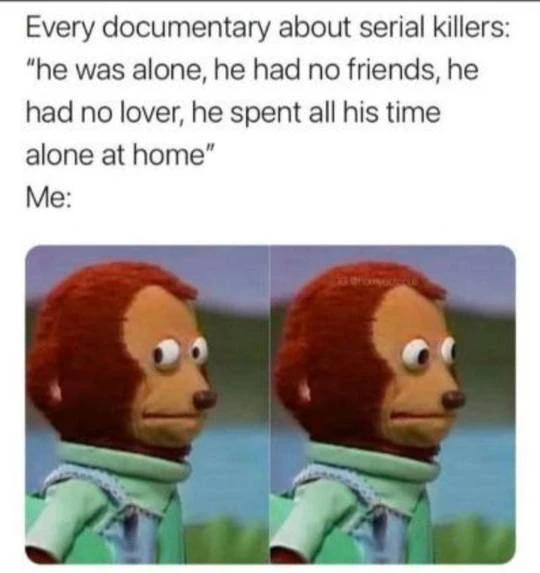 Every documentary about serial killers:
“he was alone, he had no friends, he
had no lover, he spent all his time
alone at home”
Me: